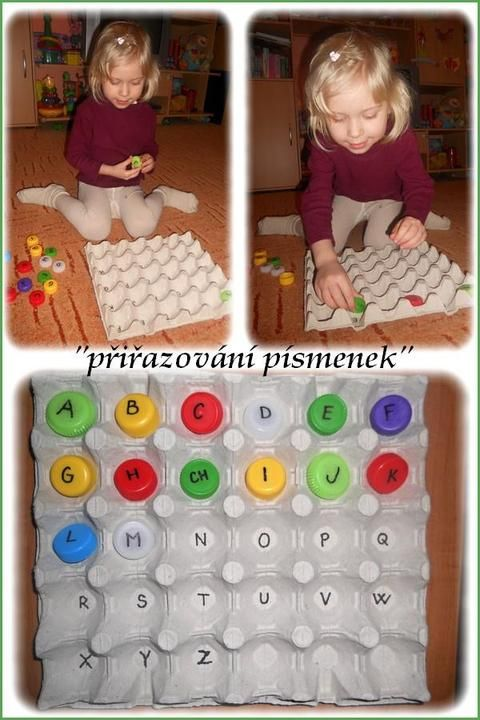 "přiřazování písmenek"
A B C D E F
G H CH I J K
L M N O P Q
R S T U V W
X Y Z